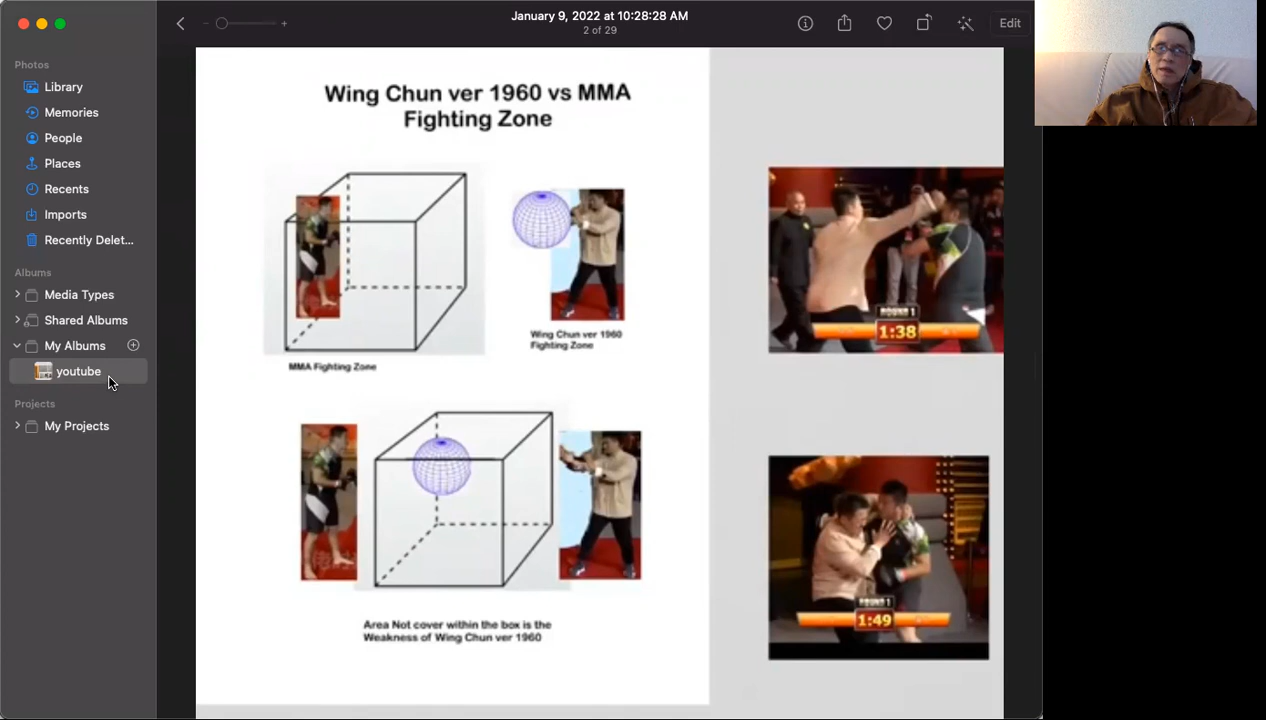 January 9, 2022 at 10:28:28 AM
2 of 29
Edit
Photos
Library
Memories
People
Places
Recents
Imports
Recently Delet...
Albums
Media Types
Shared Albums
My Albums
youtube
Projects
My Projects
Wing Chun ver 1960 vs MMA
Fighting Zone
MMA Fighting Zone
Wing Chun ver 1960
Fighting Zone
Area Not cover within the box is the
Weakness of Wing Chun ver 1960
ROUND 1
1:38
ROUND 1
1:49